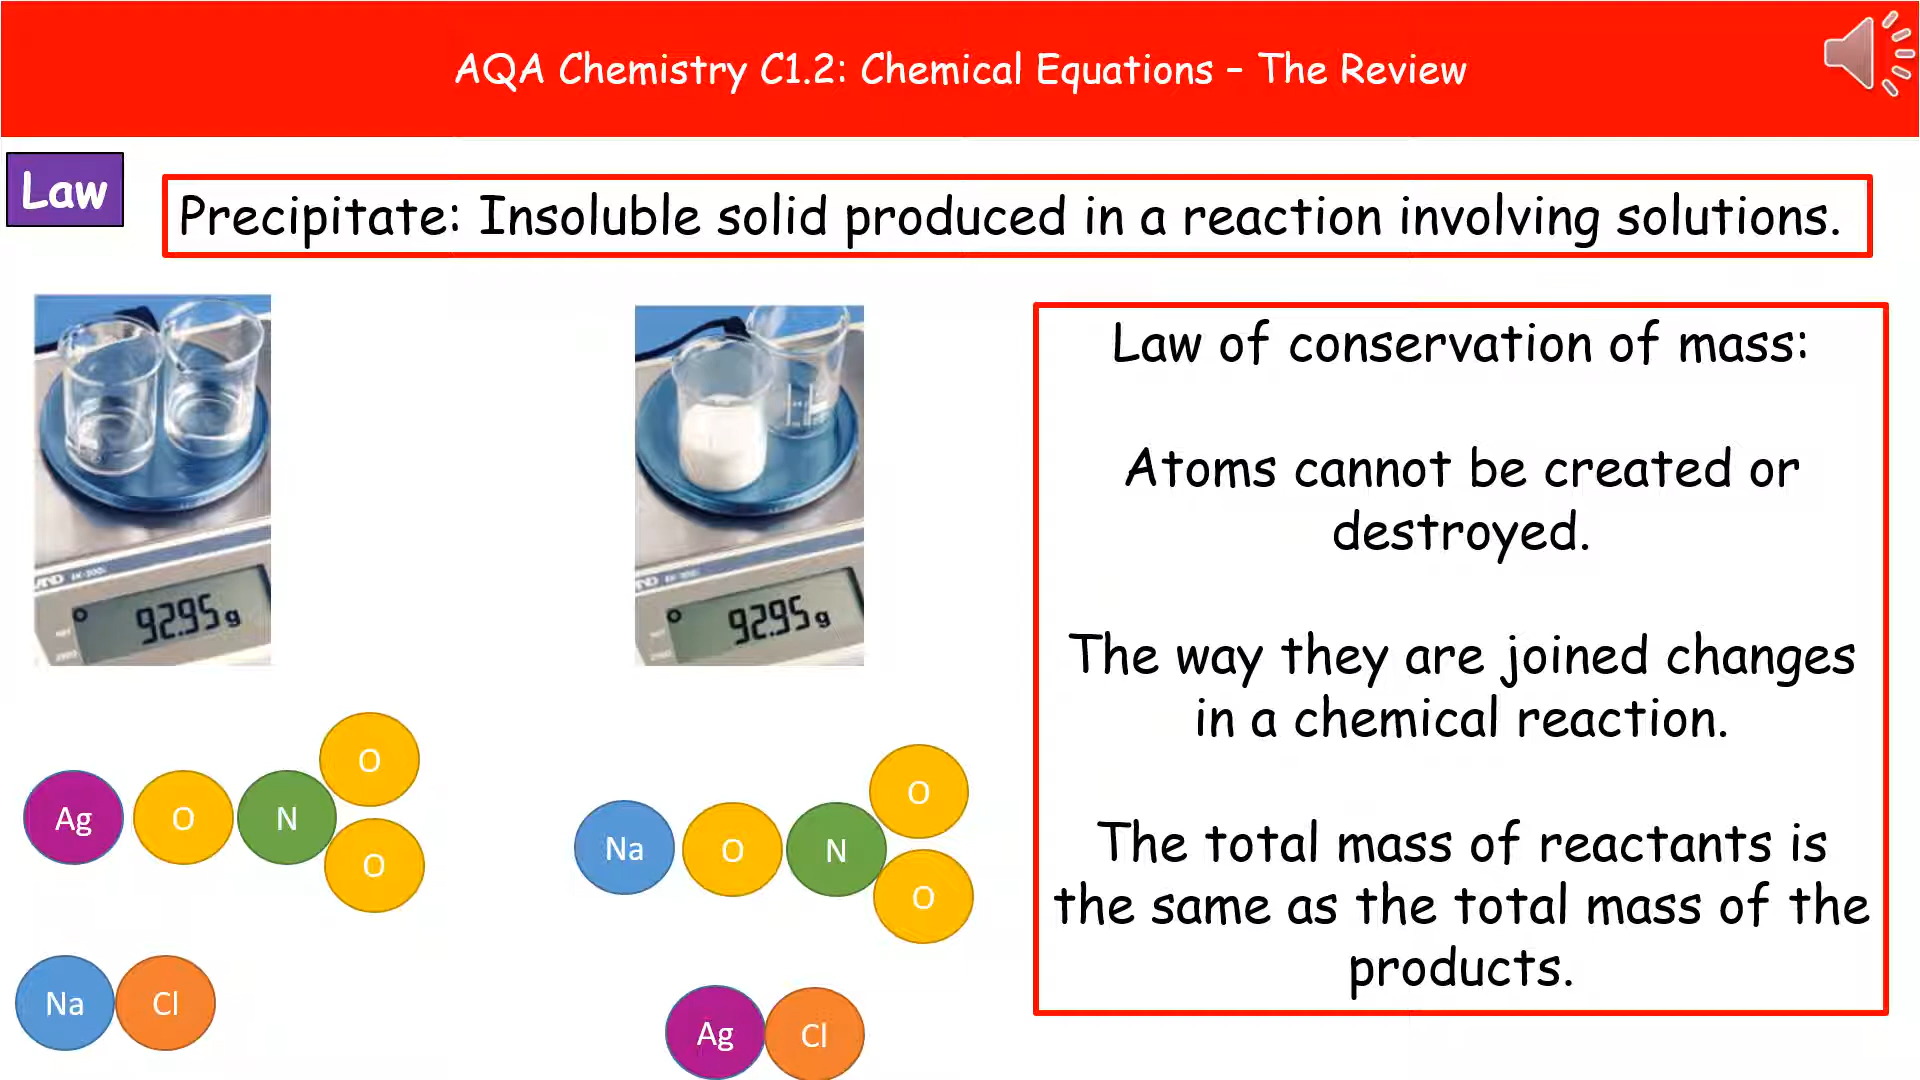 AQA Chemistry C1.2: Chemical Equations – The Review
Law
Precipitate: Insoluble solid produced in a reaction involving solutions.
92.95 g
92.95 g
Law of conservation of mass:
Atoms cannot be created or
destroyed.
The way they are joined changes
in a chemical reaction.
The total mass of reactants is
the same as the total mass of the
products.
Ag O N O O
Na O N O O
Na Cl
Ag Cl